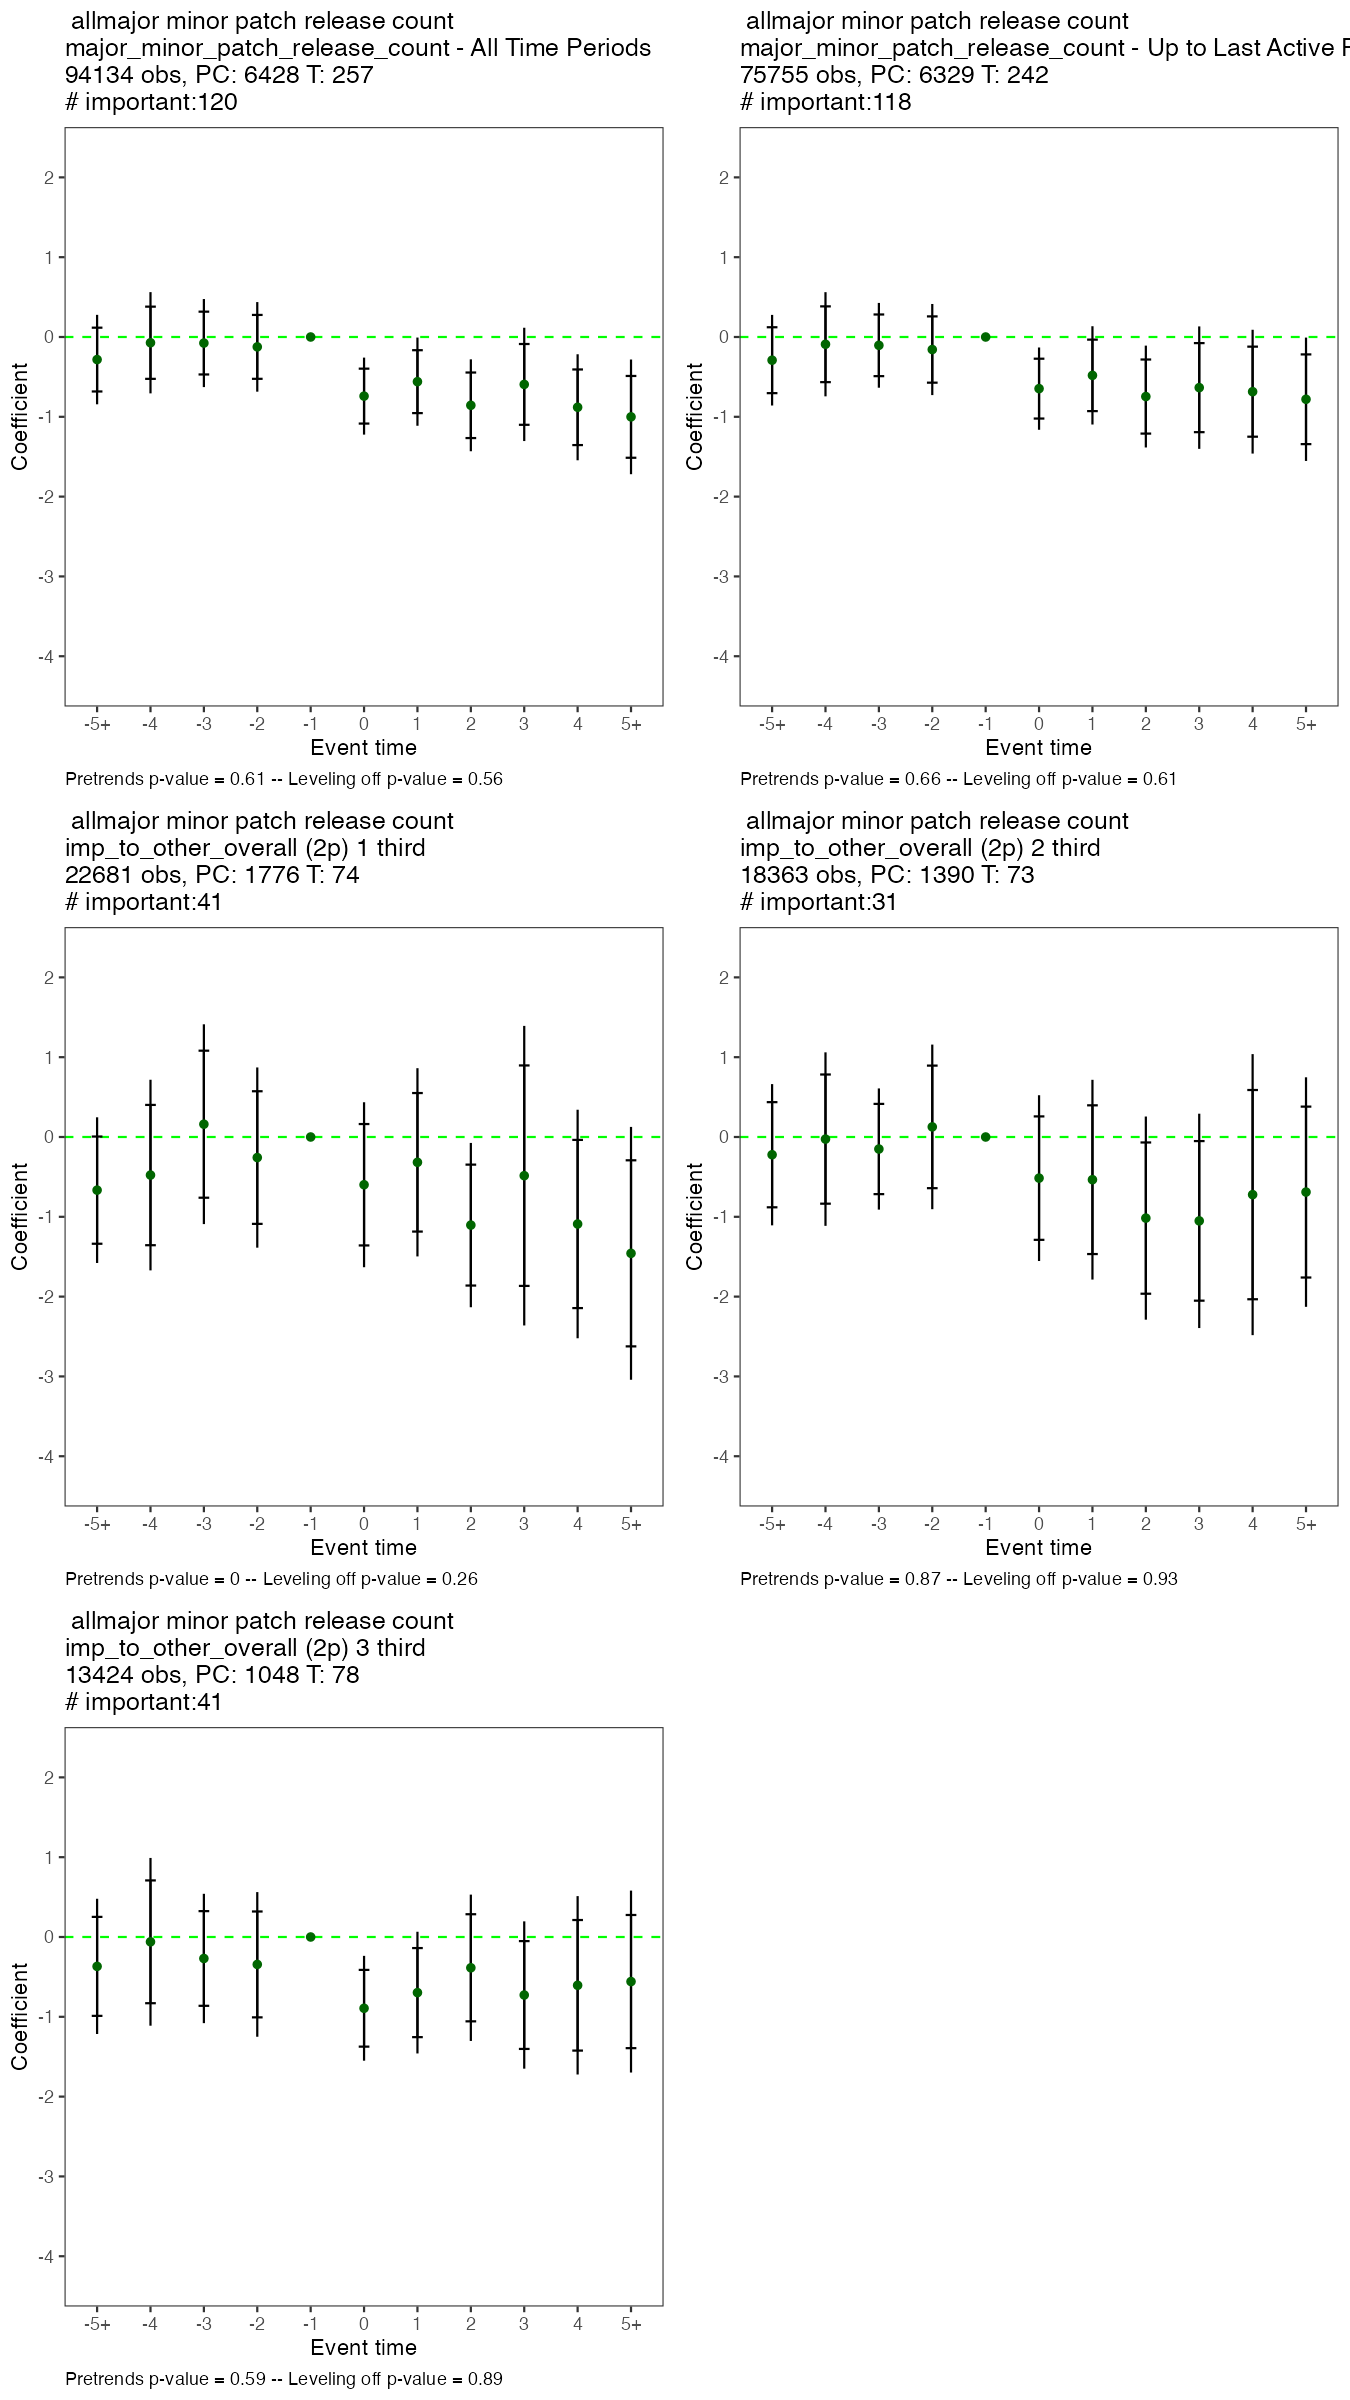 allmajor minor patch release count
major_minor_patch_release_count - All Time Periods
94134 obs, PC: 6428 T: 257
# important:120
2
1
0
-1
-2
-3
-4
Coefficient
-5+ -4 -3 -2 -1 0 1 2 3 4 5+
Event time
Pretrends p-value = 0.61 -- Leveling off p-value = 0.56
allmajor minor patch release count
major_minor_patch_release_count - Up to Last Active
75755 obs, PC: 6329 T: 242
# important:118
2
1
0
-1
-2
-3
-4
Coefficient
-5+ -4 -3 -2 -1 0 1 2 3 4 5+
Event time
Pretrends p-value = 0.66 -- Leveling off p-value = 0.61
allmajor minor patch release count
imp_to_other_overall (2p) 1 third
22681 obs, PC: 1776 T: 74
# important:41
2
1
0
-1
-2
-3
-4
Coefficient
-5+ -4 -3 -2 -1 0 1 2 3 4 5+
Event time
Pretrends p-value = 0 -- Leveling off p-value = 0.26
allmajor minor patch release count
imp_to_other_overall (2p) 2 third
18363 obs, PC: 1390 T: 73
# important:31
2
1
0
-1
-2
-3
-4
Coefficient
-5+ -4 -3 -2 -1 0 1 2 3 4 5+
Event time
Pretrends p-value = 0.87 -- Leveling off p-value = 0.93
allmajor minor patch release count
imp_to_other_overall (2p) 3 third
13424 obs, PC: 1048 T: 78
# important:41
2
1
0
-1
-2
-3
-4
Coefficient
-5+ -4 -3 -2 -1 0 1 2 3 4 5+
Event time
Pretrends p-value = 0.59 -- Leveling off p-value = 0.89